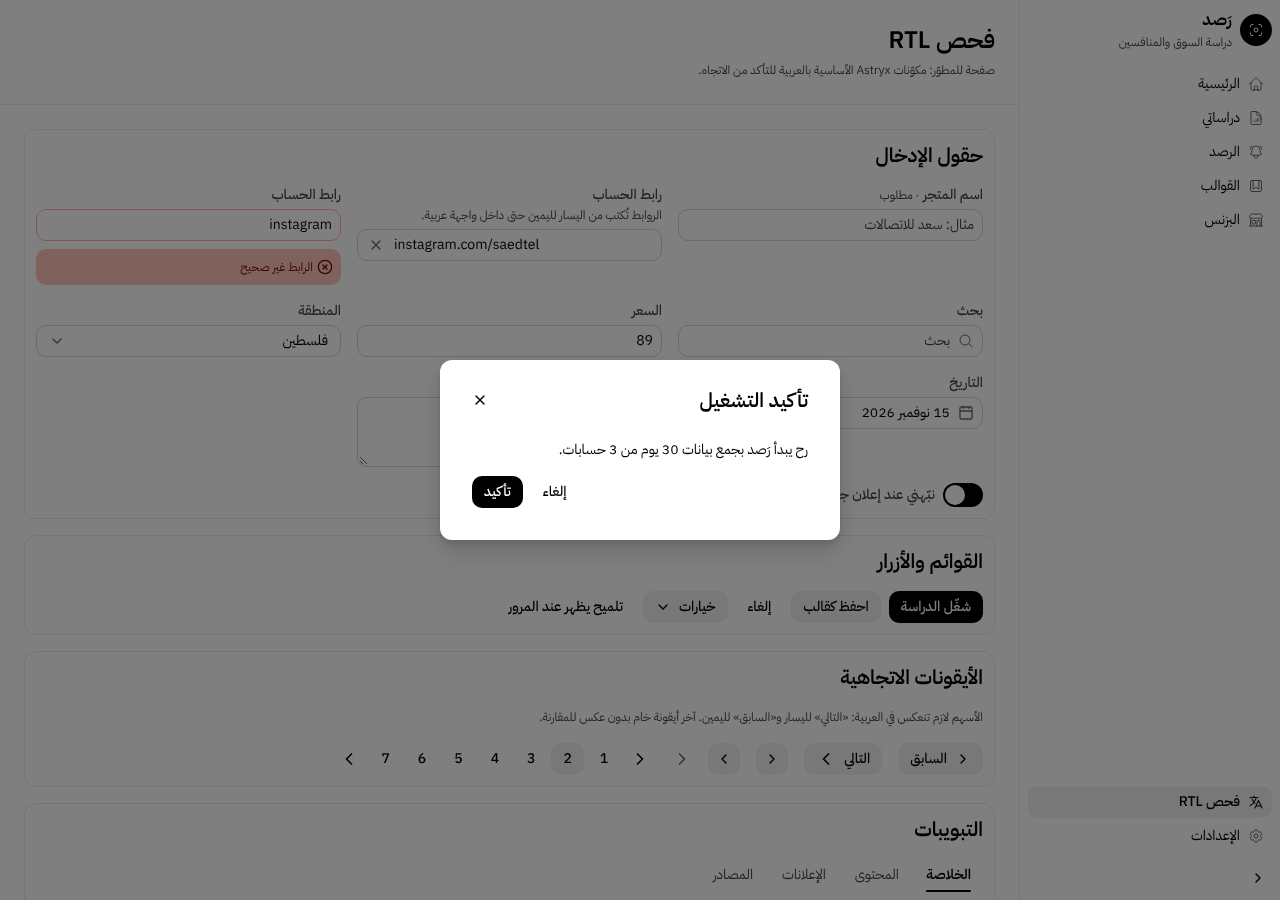 رَصد
دراسة السوق والمنافسين
الرئيسية
دراساتي
الرصد
القوالب
البزنس
فحص RTL
الإعدادات
فحص RTL
صفحة للمطوّر: مكوّنات Astryx الأساسية بالعربية للتأكد من الاتجاه.
حقول الإدخال
اسم المتجر · مطلوب
مثال: سعد للاتصالات
رابط الحساب
الروابط تُكتب من اليسار لليمين حتى داخل واجهة عربية.
instagram.com/saedtel
رابط الحساب
instagram
الرابط غير صحيح
بحث
بحث
السعر
89
المنطقة
فلسطين
التاريخ
15 نوفمبر 2026
نبّهني عند إعلان
تأكيد التشغيل
رح يبدأ رَصد بجمع بيانات 30 يوم من 3 حسابات.
إلغاء
تأكيد
القوائم والأزرار
شغّل الدراسة
احفظ كقالب
إلغاء
خيارات
تلميح يظهر عند المرور
الأيقونات الاتجاهية
الأسهم لازم تنعكس في العربية: «التالي» لليسار و«السابق» لليمين. آخر أيقونة خام بدون عكس للمقارنة.
السابق
التالي
1 2 3 4 5 6 7
التبويبات
الخلاصة
المحتوى
الإعلانات
المصادر